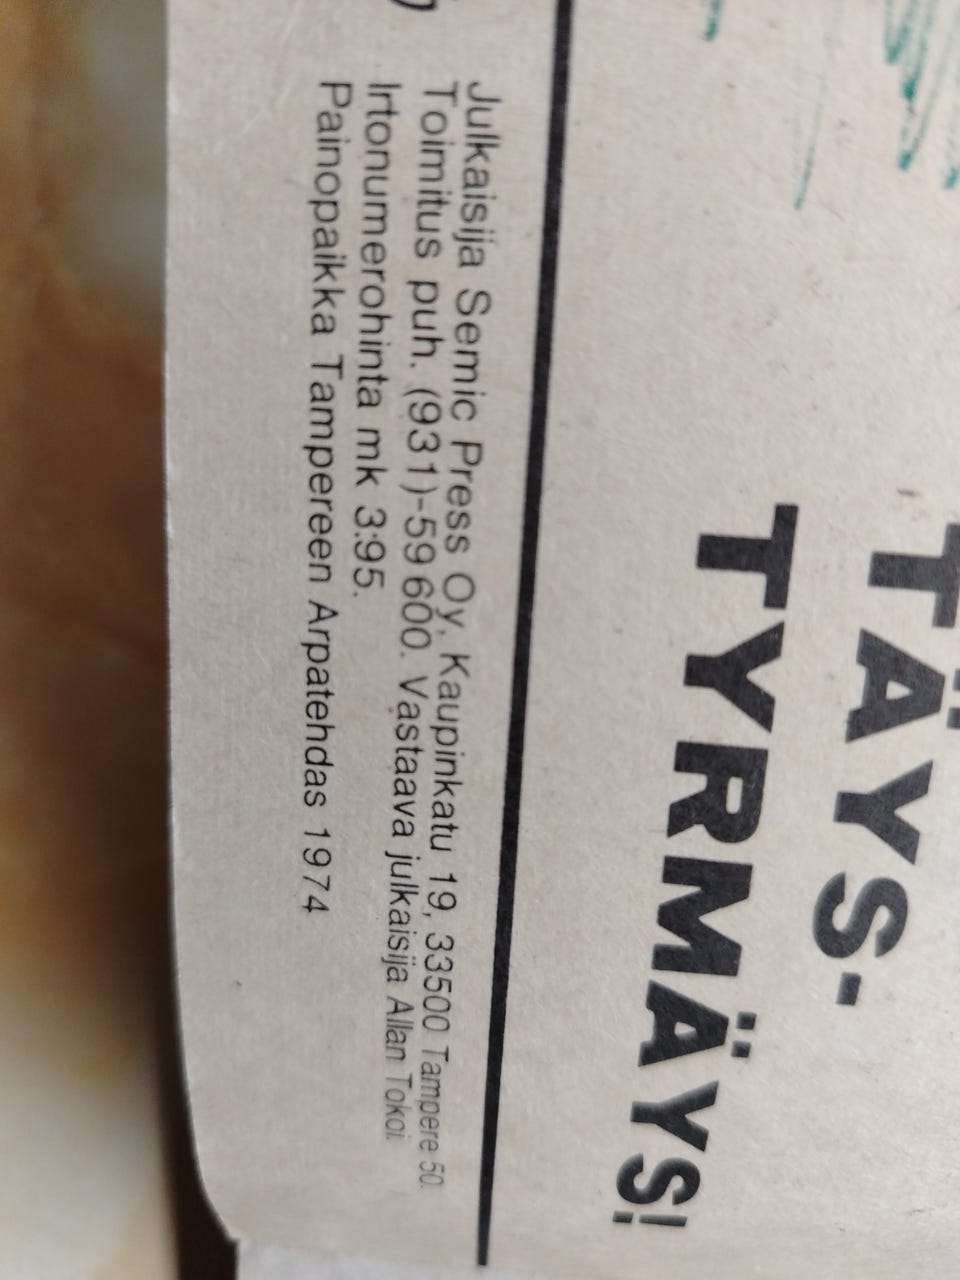 TÄYS-
TYRMÄYS!
Julkaisija Semic Press Oy, Kaupinkatu 19, 33500 Tampere 50.
Toimitus puh. (931)-59 600. Vastaava julkaisija Allan Tokoi.
Irtonumerohinta mk 3:95.
Painopaikka Tampereen Arpatehdas 1974